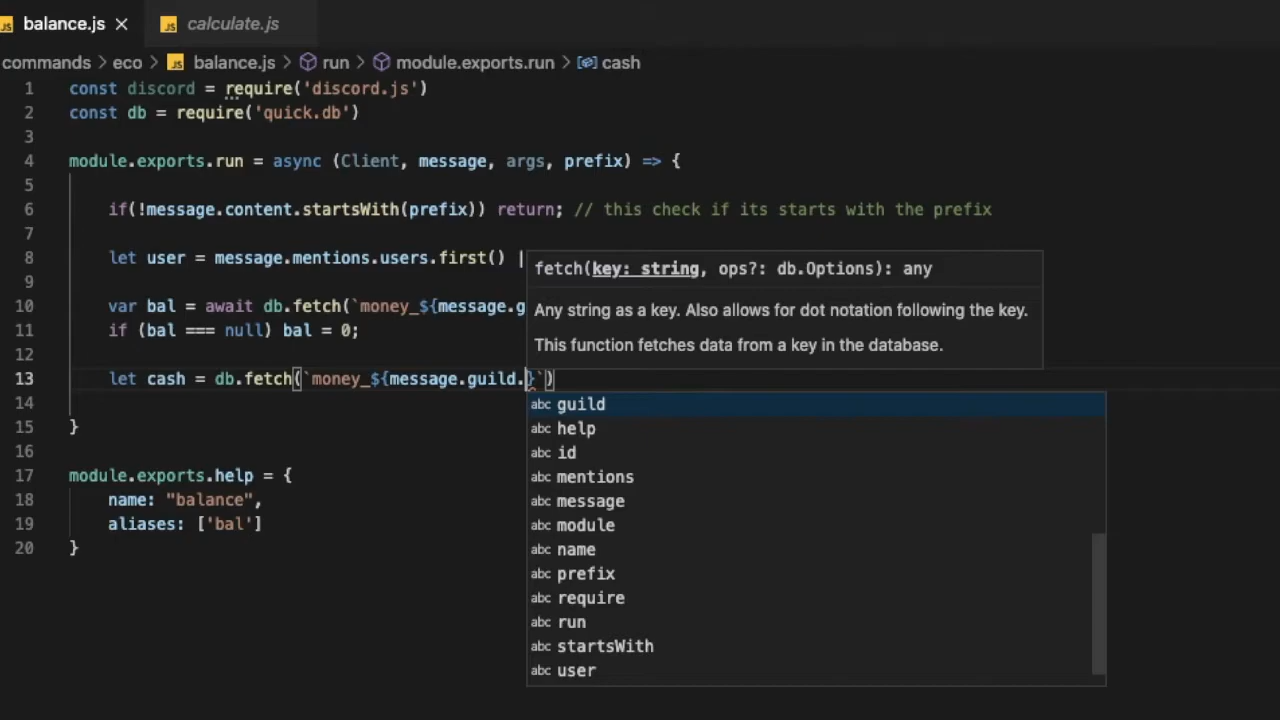 JS balance.js × JS calculate.js
commands > eco > JS balance.js > run > module.exports.run > cash
1 const discord = require('discord.js')
2 const db = require('quick.db')
3
4 module.exports.run = async (Client, message, args, prefix) => {
5
6 if(!message.content.startsWith(prefix)) return; // this check if its starts with the prefix
7
8 let user = message.mentions.users.first() |
9
10 var bal = await db.fetch(`money_${message.g
11 if (bal === null) bal = 0;
12
13 let cash = db.fetch(`money_${message.guild.}`)
14
15 }
16
17 module.exports.help = {
18 name: "balance",
19 aliases: ['bal']
20 }
fetch(key: string, ops?: db.Options): any
Any string as a key. Also allows for dot notation following the key.
This function fetches data from a key in the database.
abc guild
abc help
abc id
abc mentions
abc message
abc module
abc name
abc prefix
abc require
abc run
abc startsWith
abc user